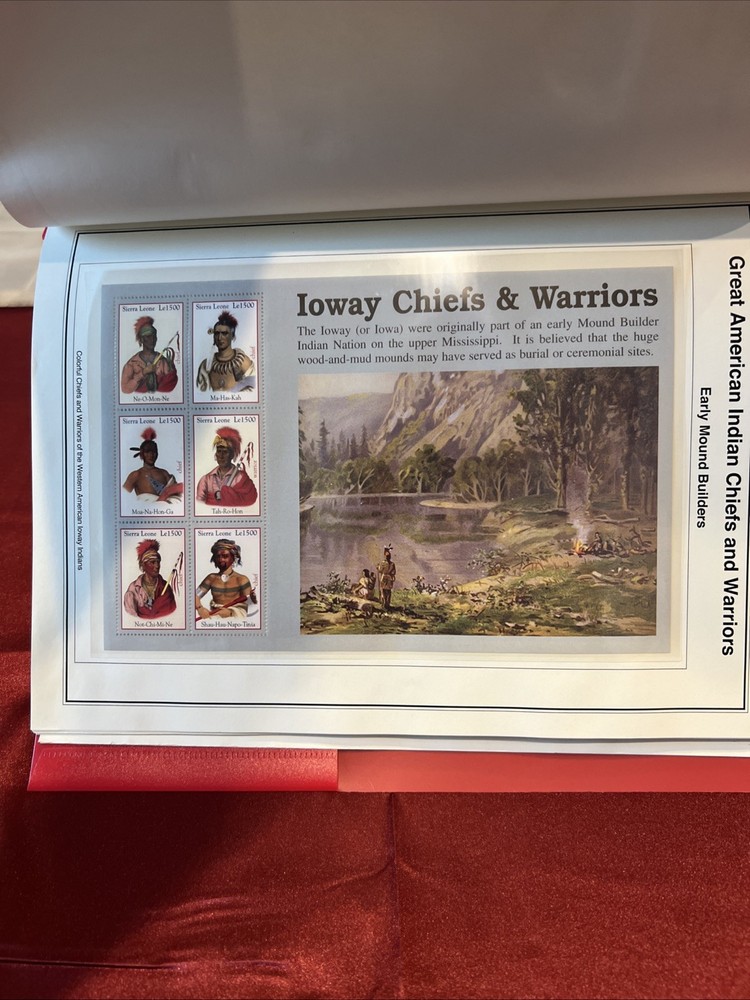 Great American Indian Chiefs and Warriors
Early Mound Builders
Ioway Chiefs & Warriors
The Ioway (or Iowa) were originally part of an early Mound Builder
Indian Nation on the upper Mississippi. It is believed that the huge
wood-and-mud mounds may have served as burial or ceremonial sites.
Sierra Leone Le1500
Ne-O-Mon-Ne
Sierra Leone Le1500
chief
Ma-Has-Kah
Sierra Leone Le1500
chief
Moa-Na-Hon-Ga
Sierra Leone Le1500
Tah-Ro-Hon
Sierra Leone Le1500
Not-Chi-Mi-Ne
Sierra Leone Le1500
chief
Shau-Hau-Napo-Tinia
Colorful Chiefs and Warriors of the Western American Ioway Indians